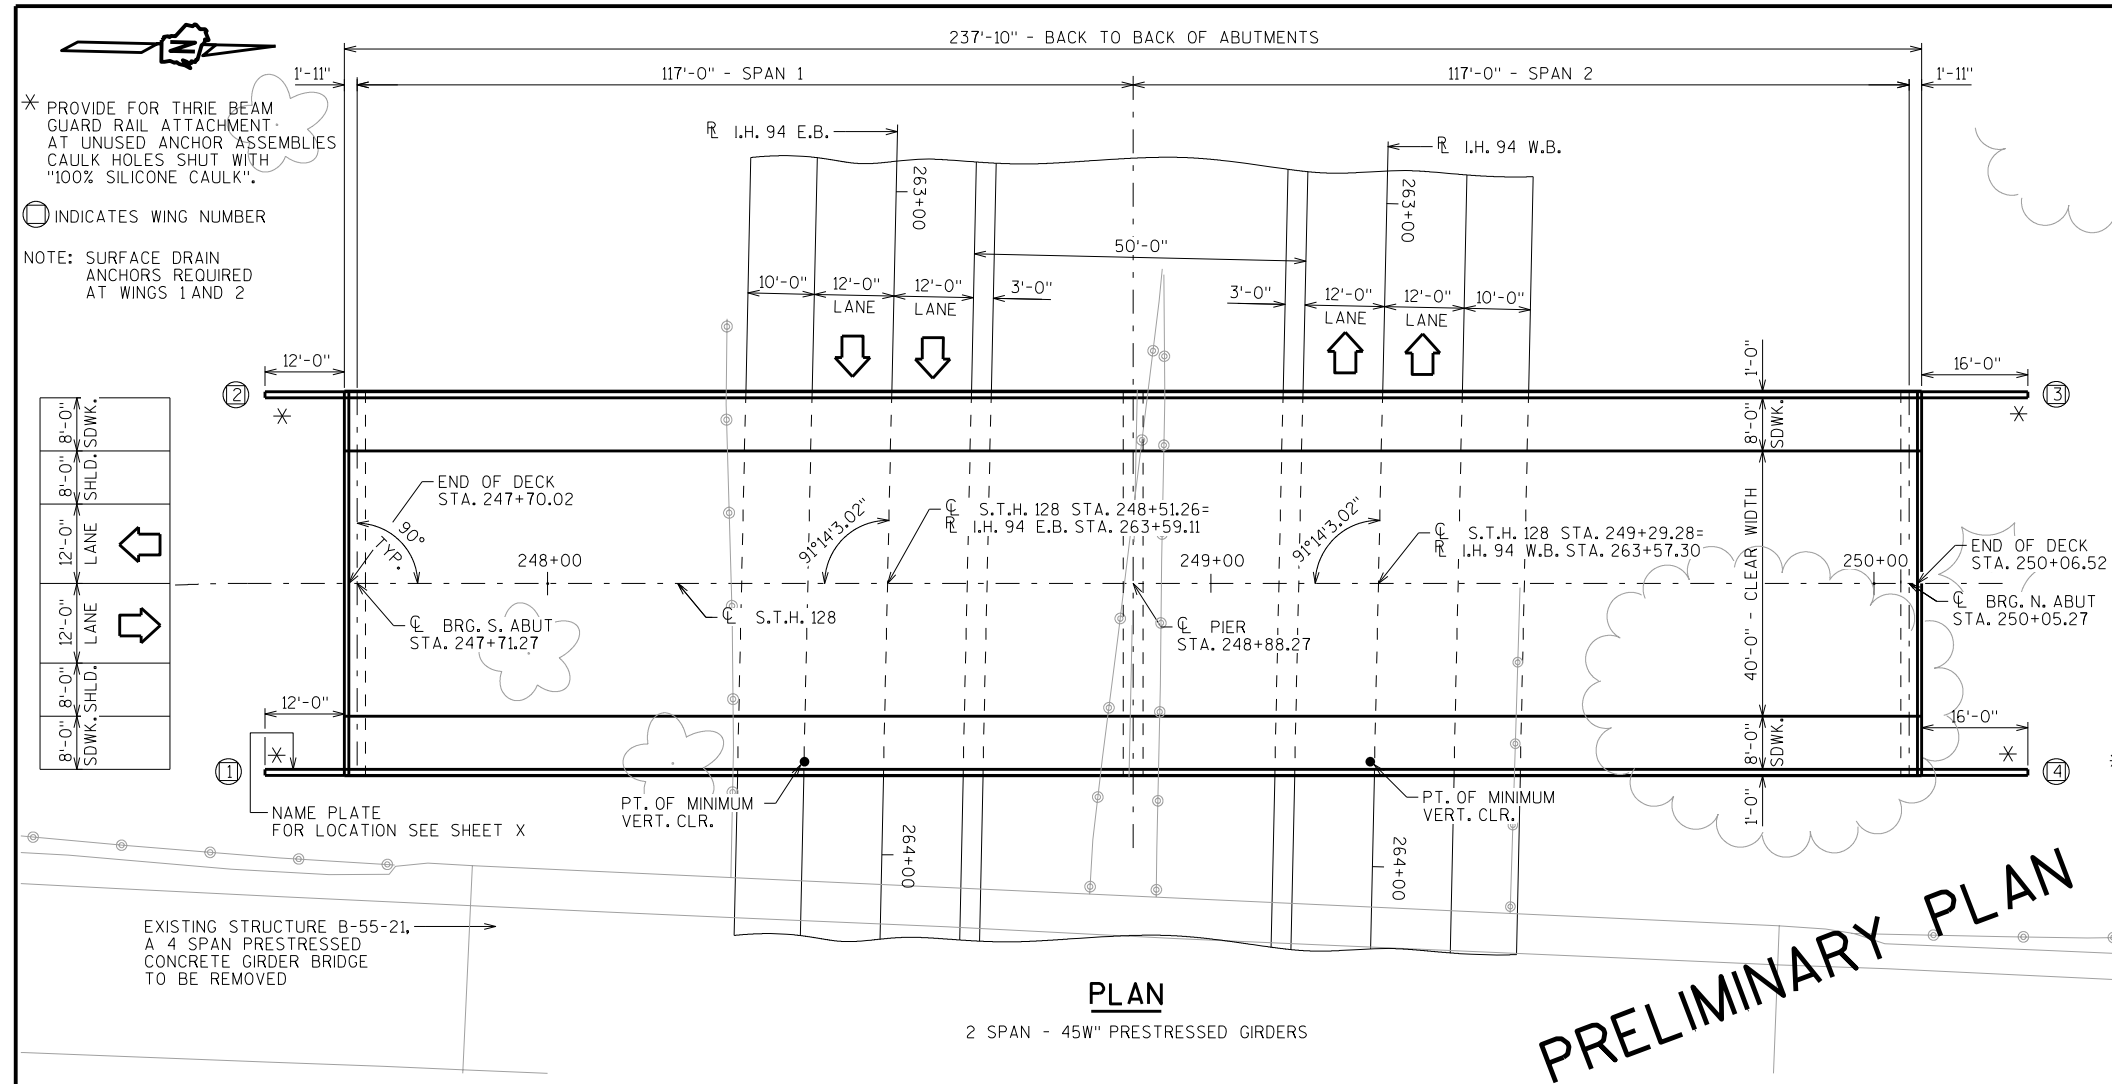 N
237'-10" - BACK TO BACK OF ABUTMENTS
1'-11"
117'-0" - SPAN 1
117'-0" - SPAN 2
1'-11"
* PROVIDE FOR THRIE BEAM
GUARD RAIL ATTACHMENT.
AT UNUSED ANCHOR ASSEMBLIES
CAULK HOLES SHUT WITH
"100% SILICONE CAULK".
INDICATES WING NUMBER
NOTE: SURFACE DRAIN
ANCHORS REQUIRED
AT WINGS 1 AND 2
R I.H. 94 E.B.
R I.H. 94 W.B.
263+00
263+00
50'-0"
10'-0"
12'-0"
LANE
12'-0"
LANE
3'-0"
3'-0"
12'-0"
LANE
12'-0"
LANE
10'-0"
12'-0"
16'-0"
1'-0"
2
*
3
*
8'-0"
SDWK.
8'-0"
SHLD.
12'-0"
LANE
12'-0"
LANE
8'-0"
SHLD.
8'-0"
SDWK.
8'-0"
SDWK.
END OF DECK
STA. 247+70.02
90°
TYP.
91°14'3.02"
CL S.T.H. 128 STA. 248+51.26=
R I.H. 94 E.B. STA. 263+59.11
91°14'3.02"
CL S.T.H. 128 STA. 249+29.28=
R I.H. 94 W.B. STA. 263+57.30
40'-0" - CLEAR WIDTH
248+00
249+00
250+00
END OF DECK
STA. 250+06.52
CL BRG. S. ABUT
STA. 247+71.27
CL S.T.H. 128
CL PIER
STA. 248+88.27
CL BRG. N. ABUT
STA. 250+05.27
12'-0"
16'-0"
8'-0"
SDWK.
1
*
4
*
1'-0"
NAME PLATE
FOR LOCATION SEE SHEET X
PT. OF MINIMUM
VERT. CLR.
PT. OF MINIMUM
VERT. CLR.
264+00
264+00
EXISTING STRUCTURE B-55-21,
A 4 SPAN PRESTRESSED
CONCRETE GIRDER BRIDGE
TO BE REMOVED
PLAN
2 SPAN - 45W" PRESTRESSED GIRDERS
PRELIMINARY PLAN